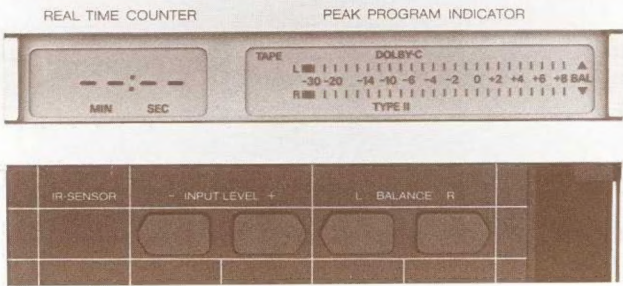 REAL TIME COUNTER PEAK PROGRAM INDICATOR
TAPE DOLBY-C
L
--:-- -30 -20 -14 -10 -6 -4 -2 0 +2 +4 +6 +8 BAL
R
MIN SEC TYPE II
IR-SENSOR - INPUT LEVEL + L BALANCE R